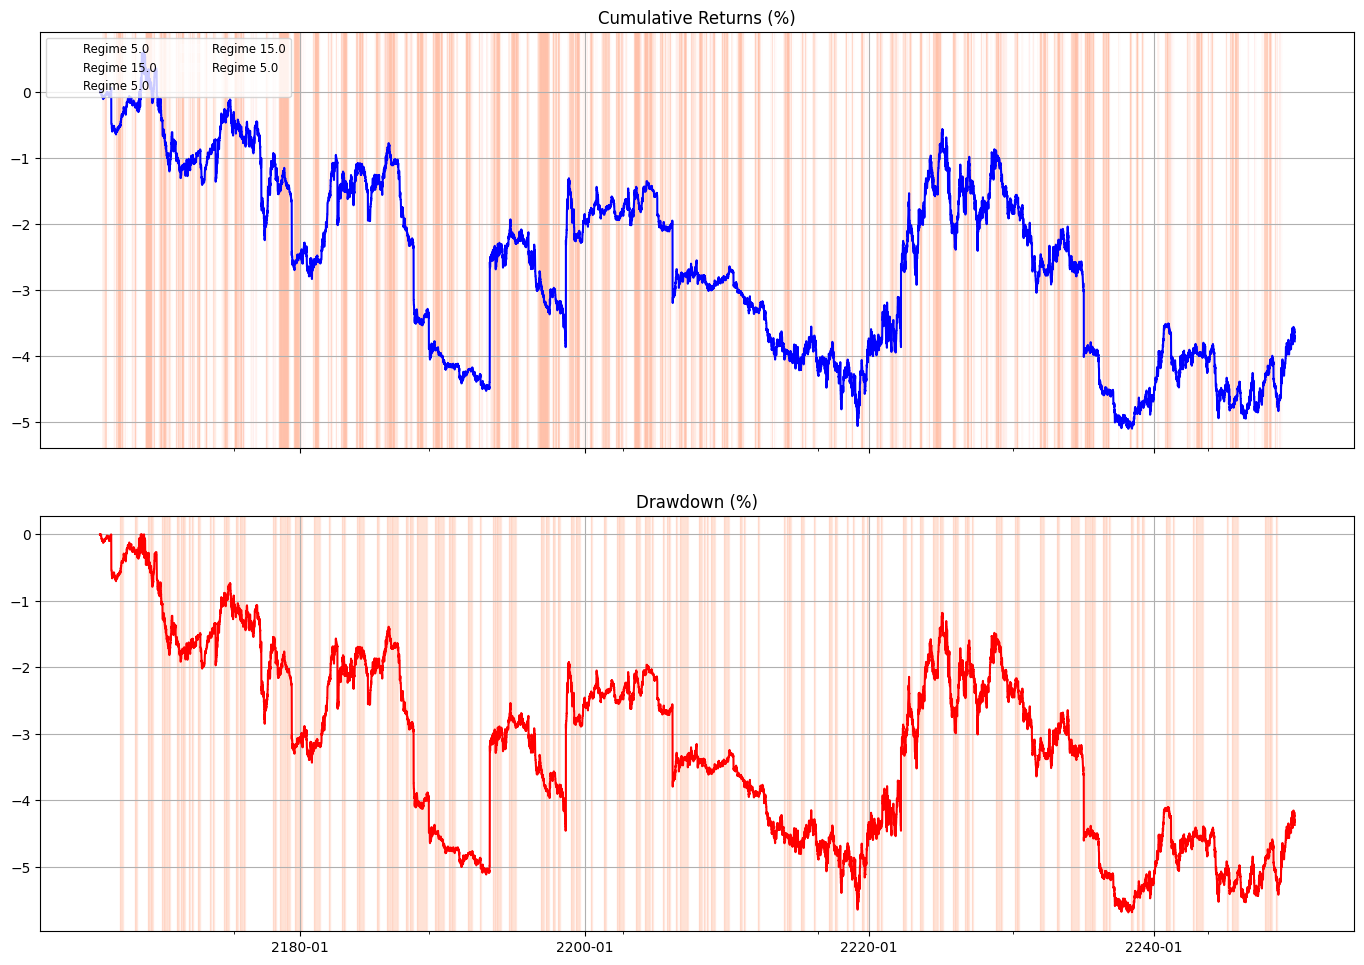 Cumulative Returns (%)
Regime 5.0 Regime 15.0
Regime 15.0 Regime 5.0
Regime 5.0
0
−1
−2
−3
−4
−5
Drawdown (%)
0
−1
−2
−3
−4
−5
2180-01 2200-01 2220-01 2240-01